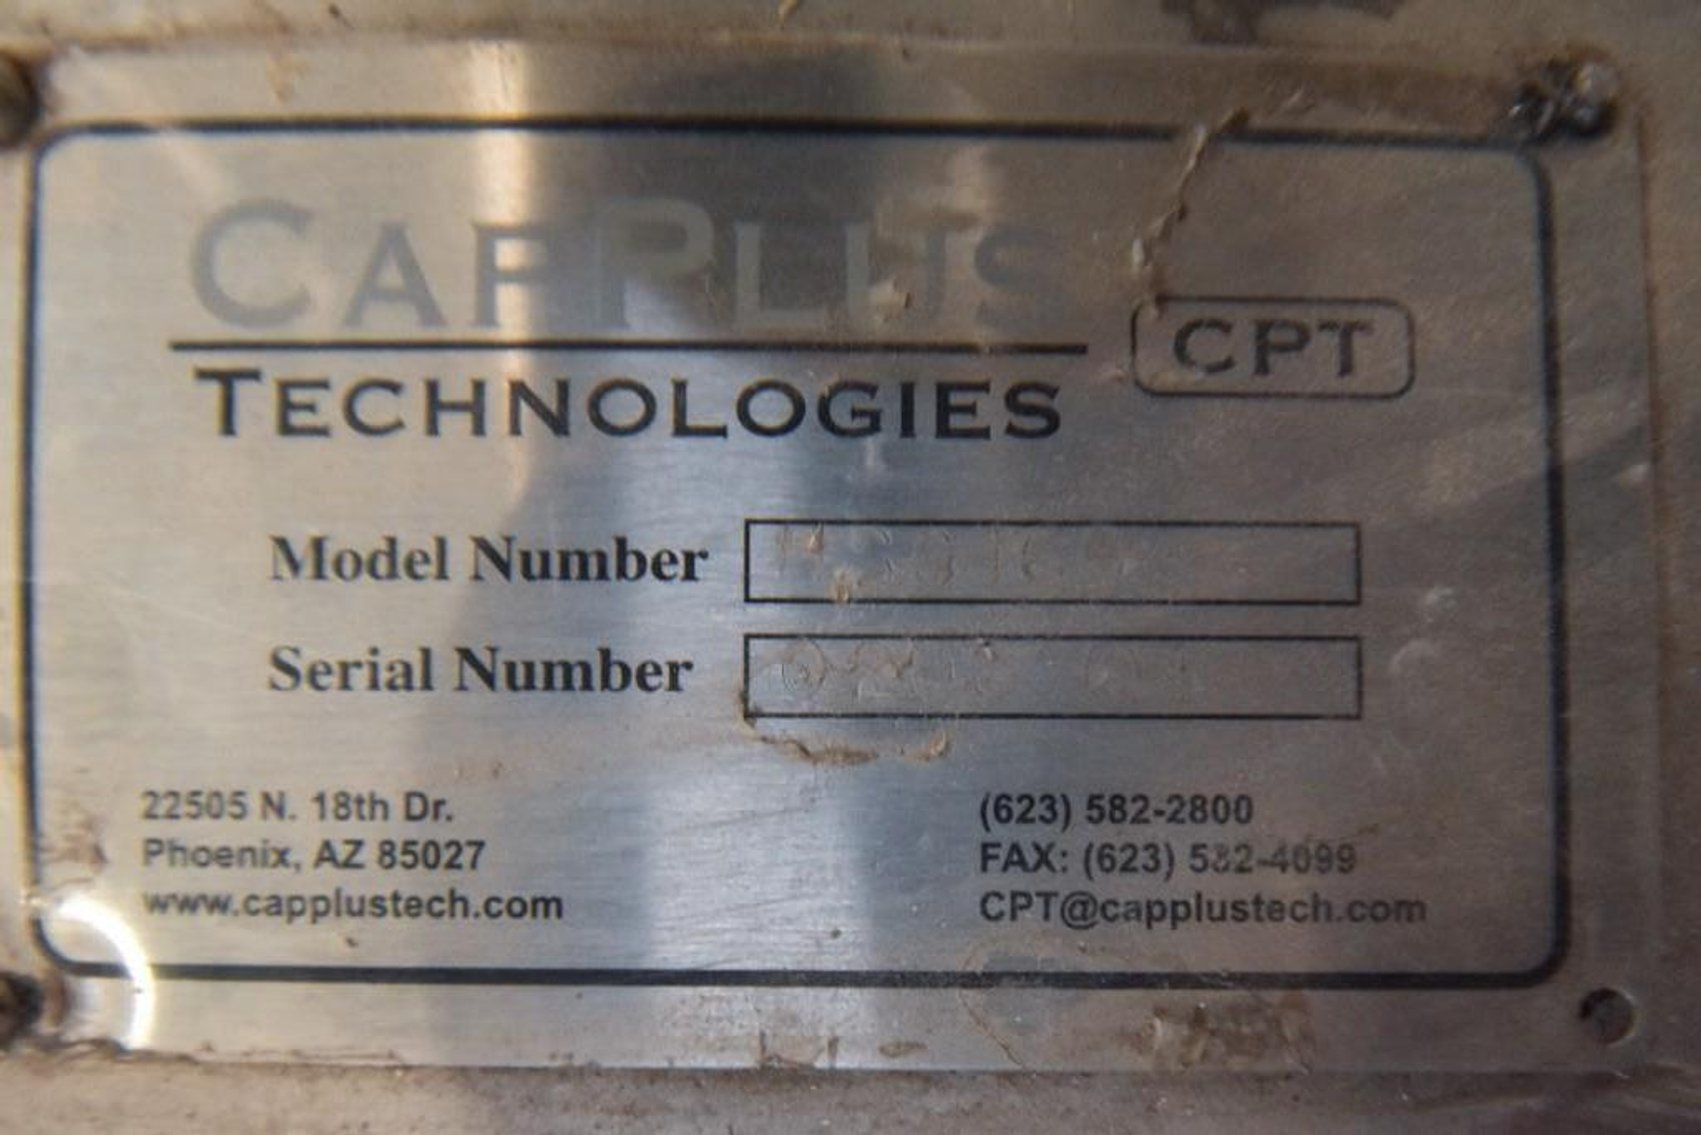 CAPPLUS
TECHNOLOGIES
CPT
Model Number
Serial Number
22505 N. 18th Dr.
Phoenix, AZ 85027
www.capplustech.com
(623) 582-2800
FAX: (623) 582-4099
CPT@capplustech.com